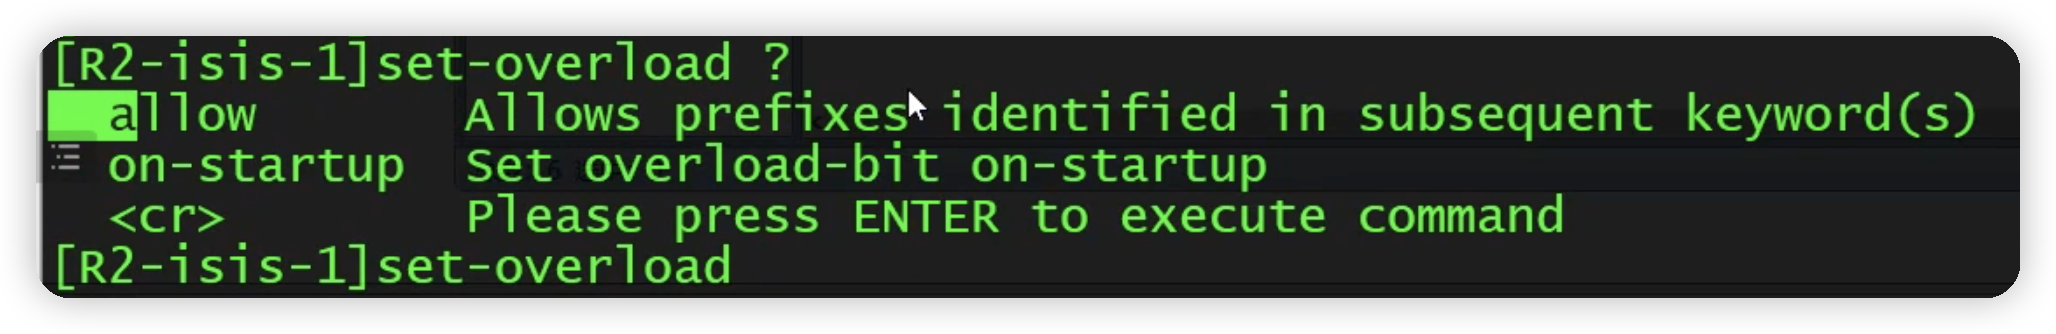 [R2-isis-1]set-overload ?
allow Allows prefixes identified in subsequent keyword(s)
on-startup Set overload-bit on-startup
<cr> Please press ENTER to execute command
[R2-isis-1]set-overload